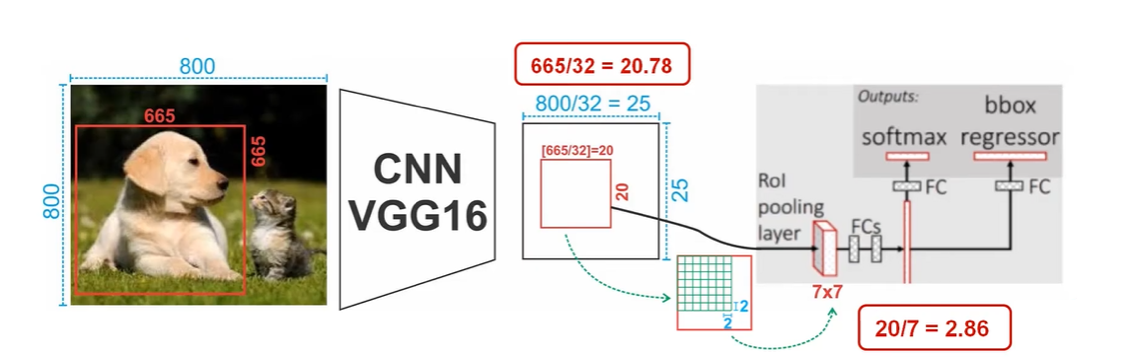 800
800
665
665
CNN
VGG16
665/32 = 20.78
800/32 = 25
25
[665/32]=20
20
2
2
Outputs:
softmax
bbox
regressor
FC
FC
RoI
pooling
layer
FCs
7x7
20/7 = 2.86